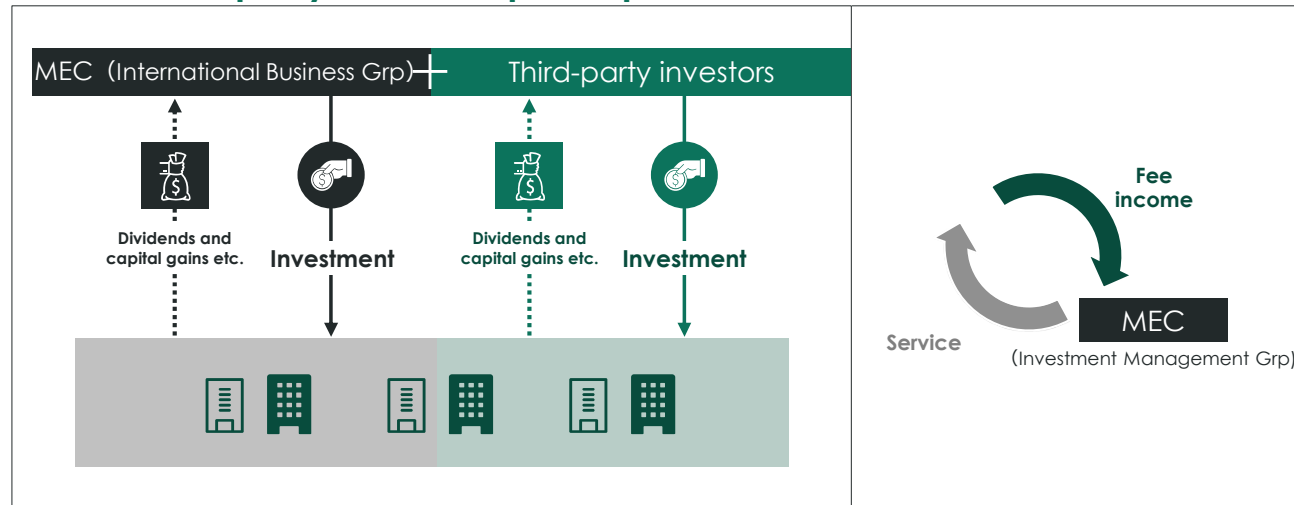 MEC（International Business Grp）
Third-party investors
Dividends and
capital gains etc.
Investment
Dividends and
capital gains etc.
Investment
Fee
income
Service
MEC
(Investment Management Grp)